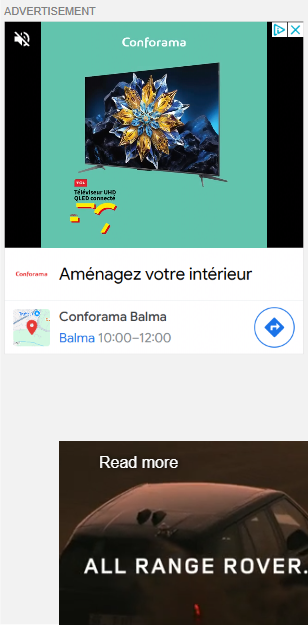 ADVERTISEMENT
Conforama
TCL
Téléviseur UHD
QLED connecté
Conforama
Aménagez votre intérieur
Conforama Balma
Balma 10:00–12:00
Read more
ALL RANGE ROVER.